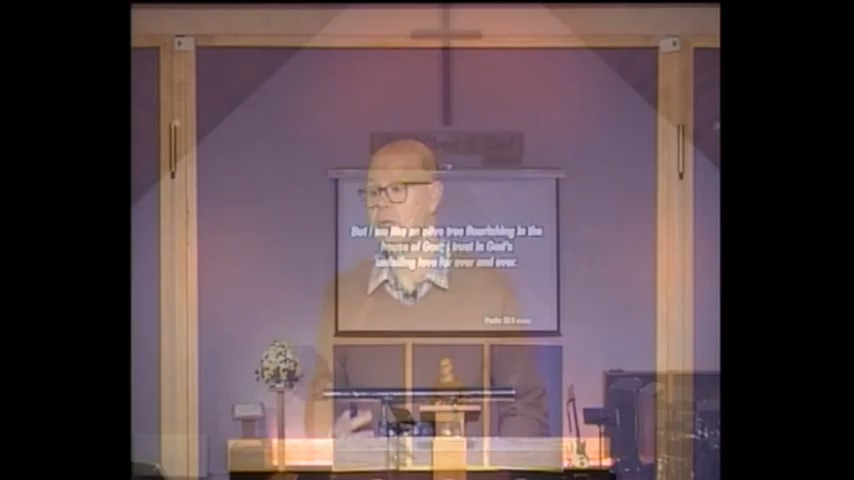 But I am like an olive tree flourishing in the
house of God; I trust in God's
unfailing love for ever and ever.